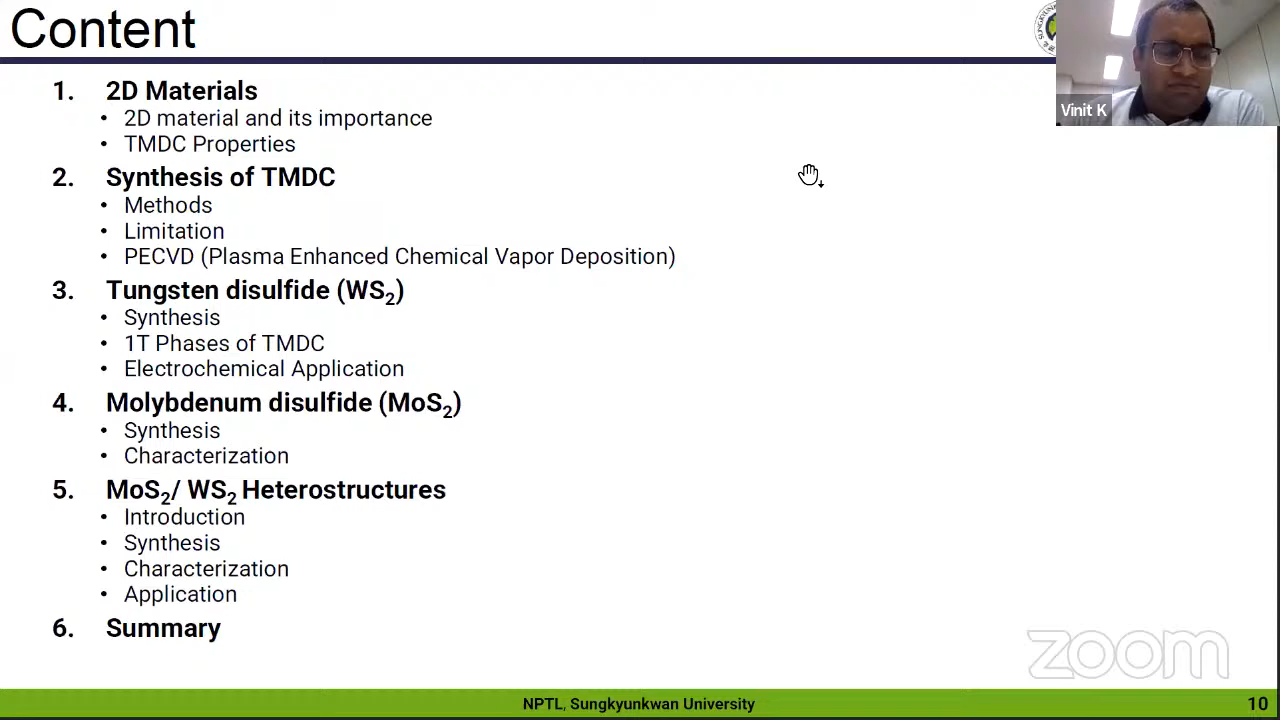 Content
1. 2D Materials
• 2D material and its importance
• TMDC Properties
2. Synthesis of TMDC
• Methods
• Limitation
• PECVD (Plasma Enhanced Chemical Vapor Deposition)
3. Tungsten disulfide (WS2)
• Synthesis
• 1T Phases of TMDC
• Electrochemical Application
4. Molybdenum disulfide (MoS2)
• Synthesis
• Characterization
5. MoS2/ WS2 Heterostructures
• Introduction
• Synthesis
• Characterization
• Application
6. Summary
Vinit K
zoom
NPTL, Sungkyunkwan University
10